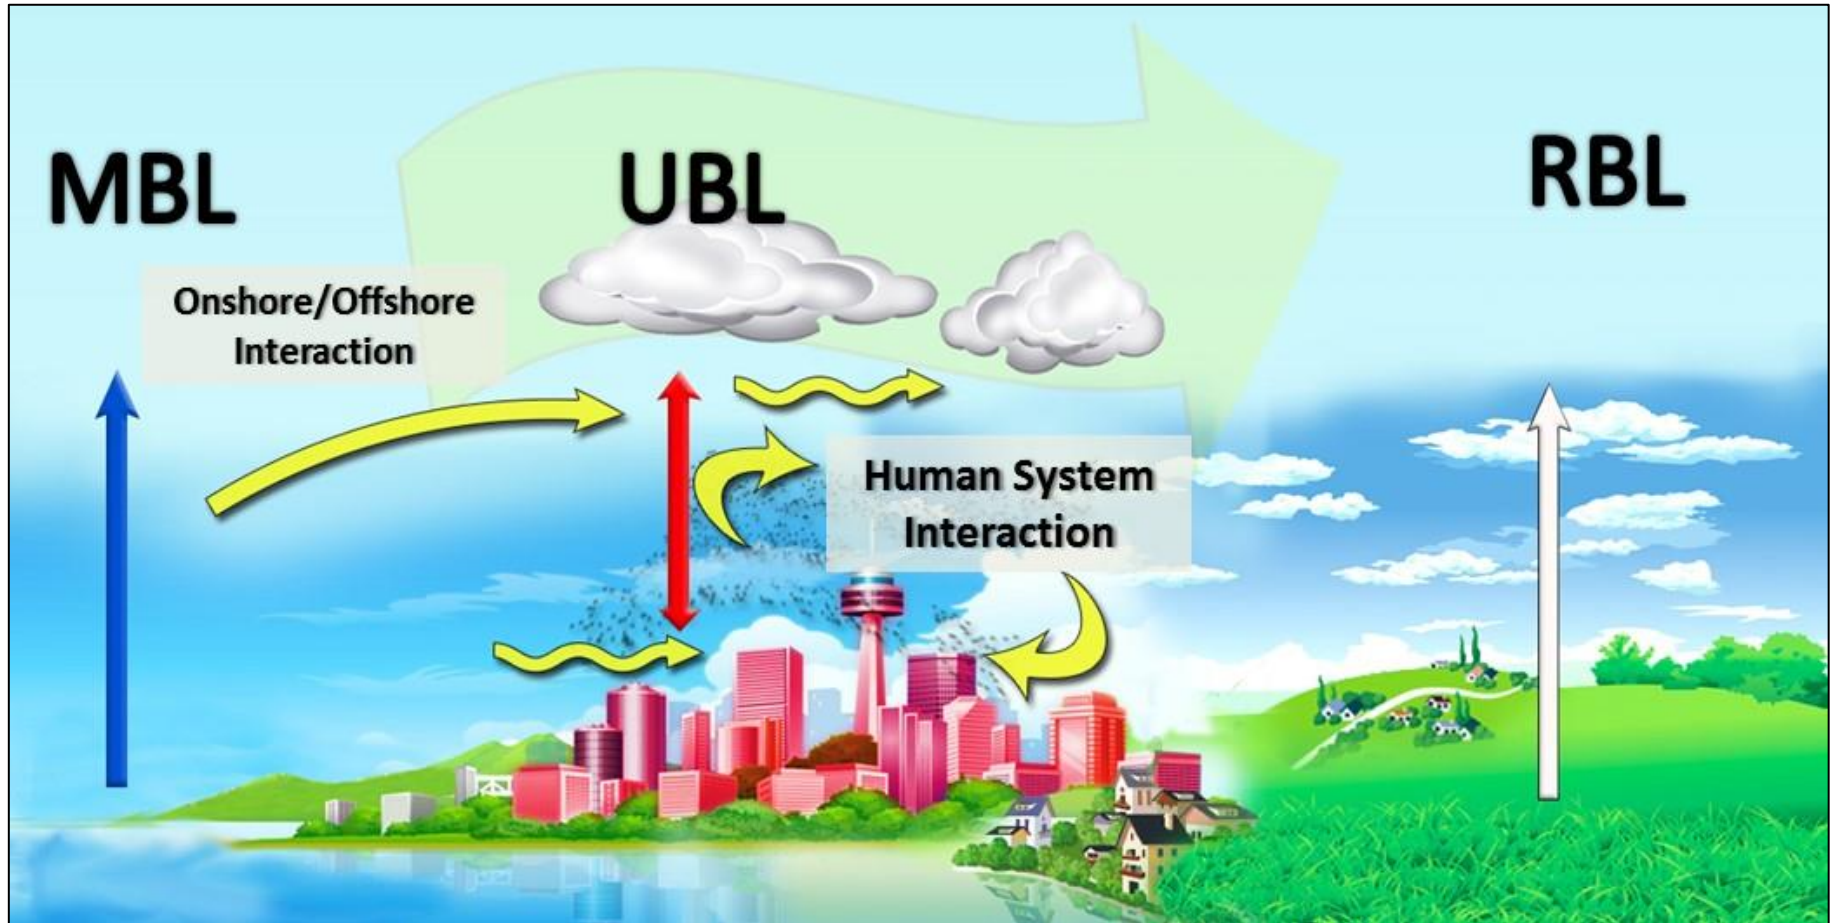 MBL
UBL
RBL
Onshore/Offshore
Interaction
Human System
Interaction